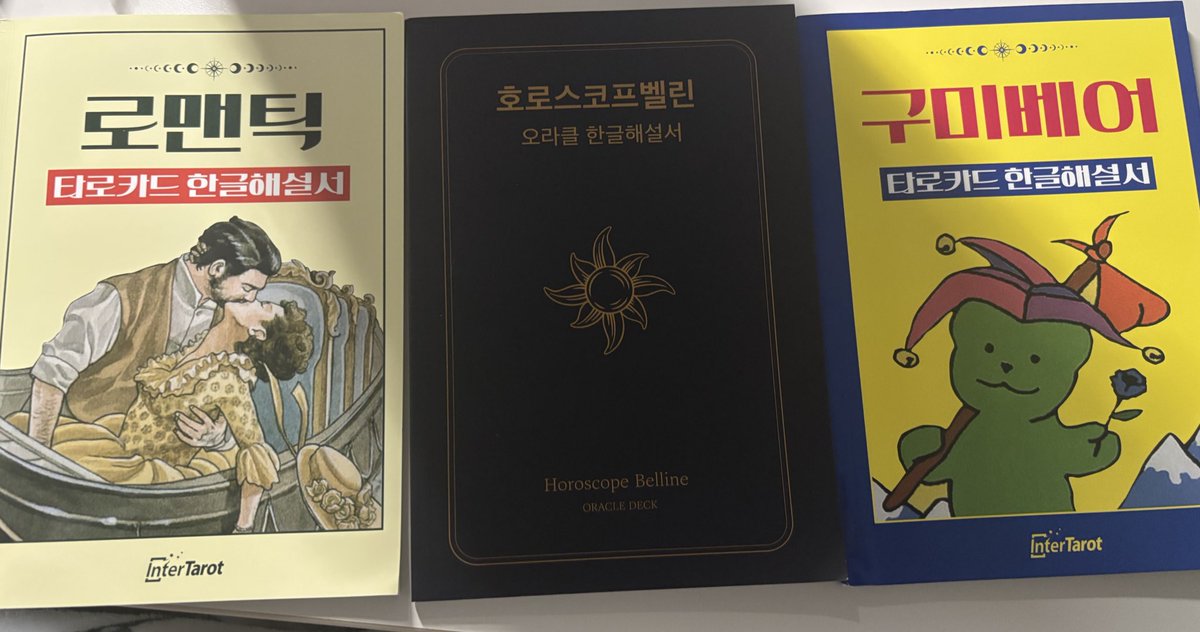 로맨틱
타로카드 한글해설서
InterTarot
호로스코프벨린
오라클 한글해설서
Horoscope Belline
ORACLE DECK
구미베어
타로카드 한글해설서
InterTarot